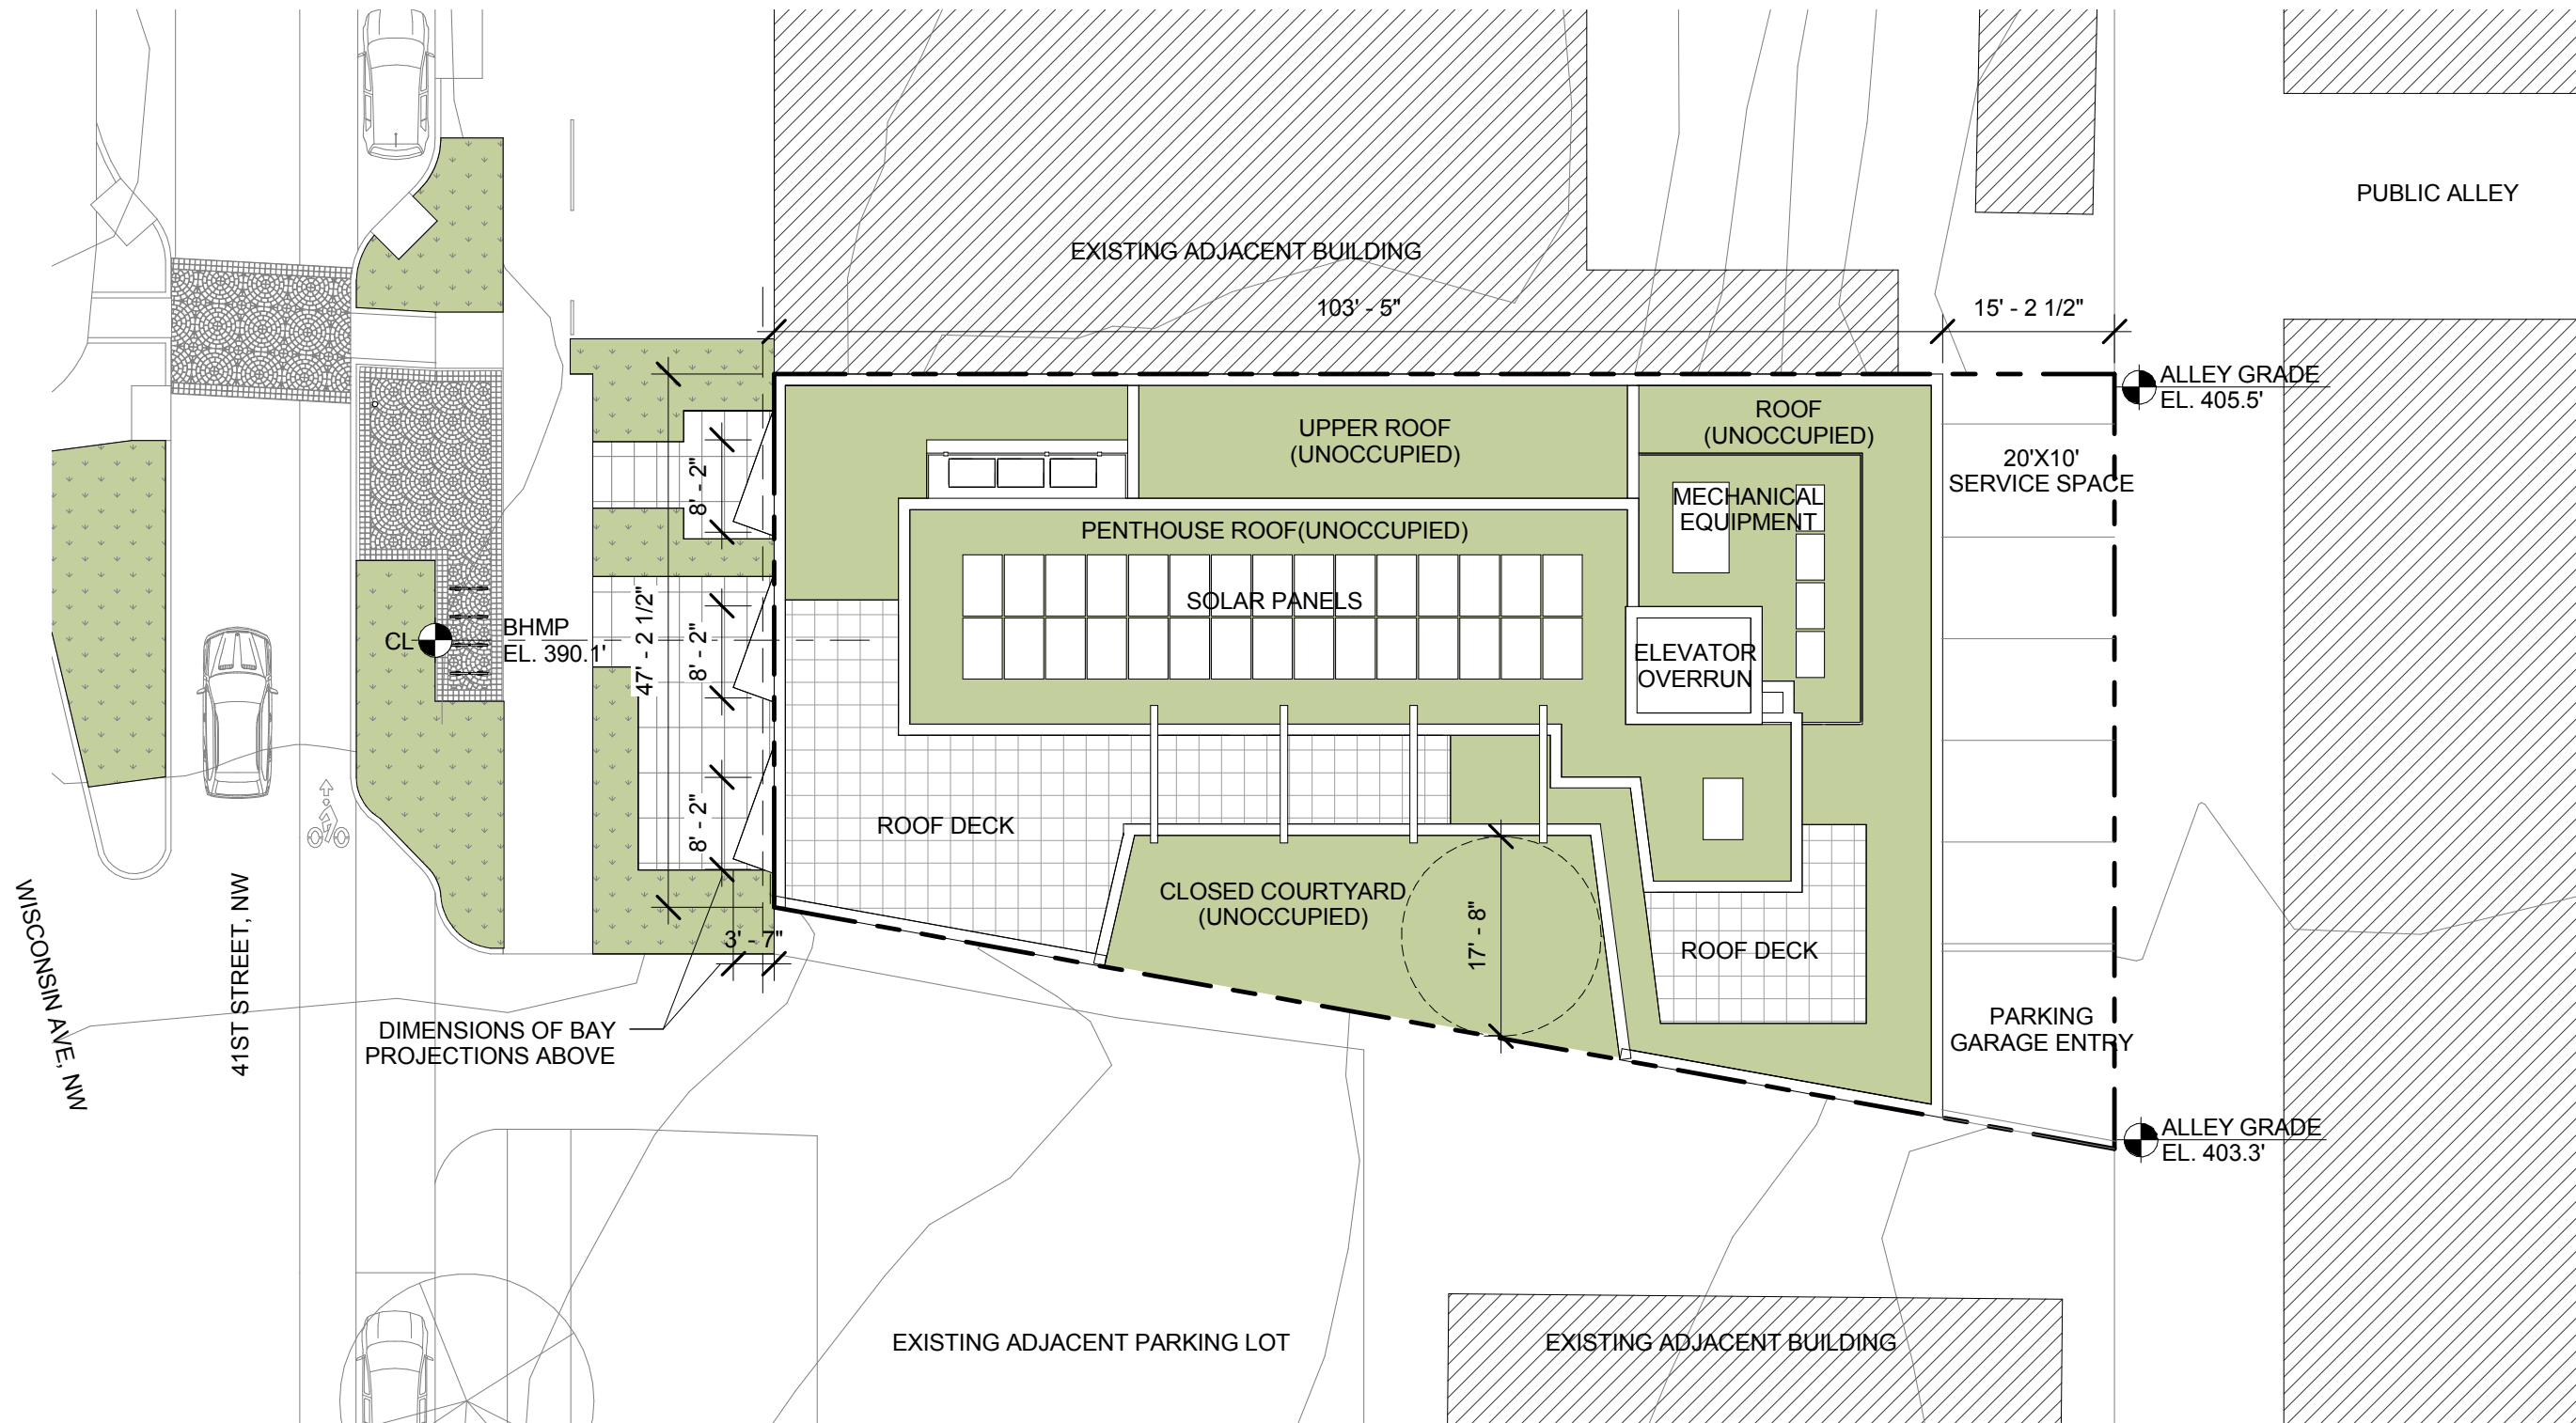 PUBLIC ALLEY
EXISTING ADJACENT BUILDING
103' - 5"
15' - 2 1/2"
ALLEY GRADE
EL. 405.5'
UPPER ROOF
(UNOCCUPIED)
ROOF
(UNOCCUPIED)
20'X10'
SERVICE SPACE
8' - 2"
MECHANICAL
EQUIPMENT
PENTHOUSE ROOF(UNOCCUPIED)
SOLAR PANELS
CL
BHMP
EL. 390.1'
47' - 2 1/2"
8' - 2"
ELEVATOR
OVERRUN
8' - 2"
ROOF DECK
CLOSED COURTYARD
(UNOCCUPIED)
17' - 8"
ROOF DECK
3' - 7"
WISCONSIN AVE, NW
41ST STREET, NW
DIMENSIONS OF BAY
PROJECTIONS ABOVE
PARKING
GARAGE ENTRY
ALLEY GRADE
EL. 403.3'
EXISTING ADJACENT PARKING LOT
EXISTING ADJACENT BUILDING